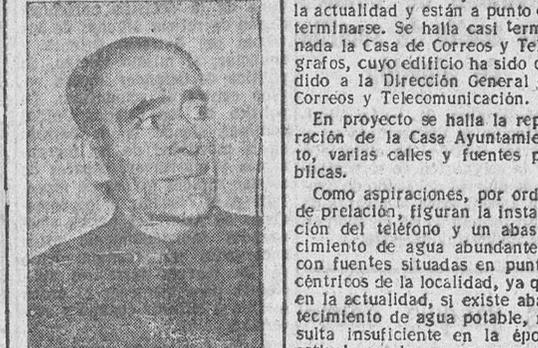 la actualidad y están a punto
terminarse. Se halla casi term
nada la Casa de Correos y Te
grafos, cuyo edificio ha sido
dido a la Dirección General
Correos y Telecomunicación.
En proyecto se halla la rep
ración de la Casa Ayuntamie
to, varias calles y fuentes p
blicas.
Como aspiraciones, por ord
de prelación, figuran la insta
ción del teléfono y un abas
cimiento de agua abundante
con fuentes situadas en punt
céntricos de la localidad, ya q
en la actualidad, si existe aba
tecimiento de agua potable,
sulta insuficiente en la épo